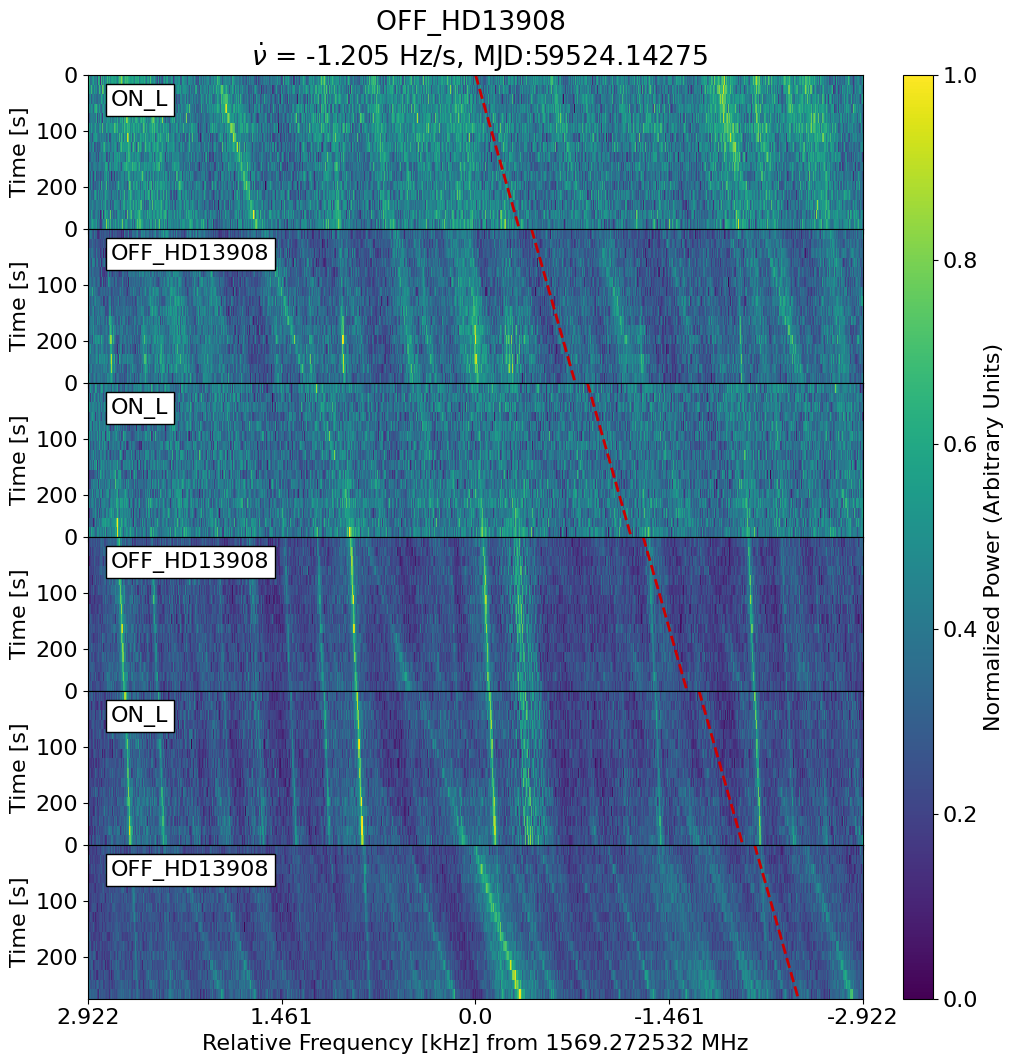 OFF_HD13908
ν̇ = -1.205 Hz/s, MJD:59524.14275
0
100
200
Time [s]
ON_L
0
100
200
Time [s]
OFF_HD13908
0
100
200
Time [s]
ON_L
0
100
200
Time [s]
OFF_HD13908
0
100
200
Time [s]
ON_L
0
100
200
Time [s]
OFF_HD13908
2.922 1.461 0.0 -1.461 -2.922
Relative Frequency [kHz] from 1569.272532 MHz
1.0
0.8
0.6
0.4
0.2
0.0
Normalized Power (Arbitrary Units)